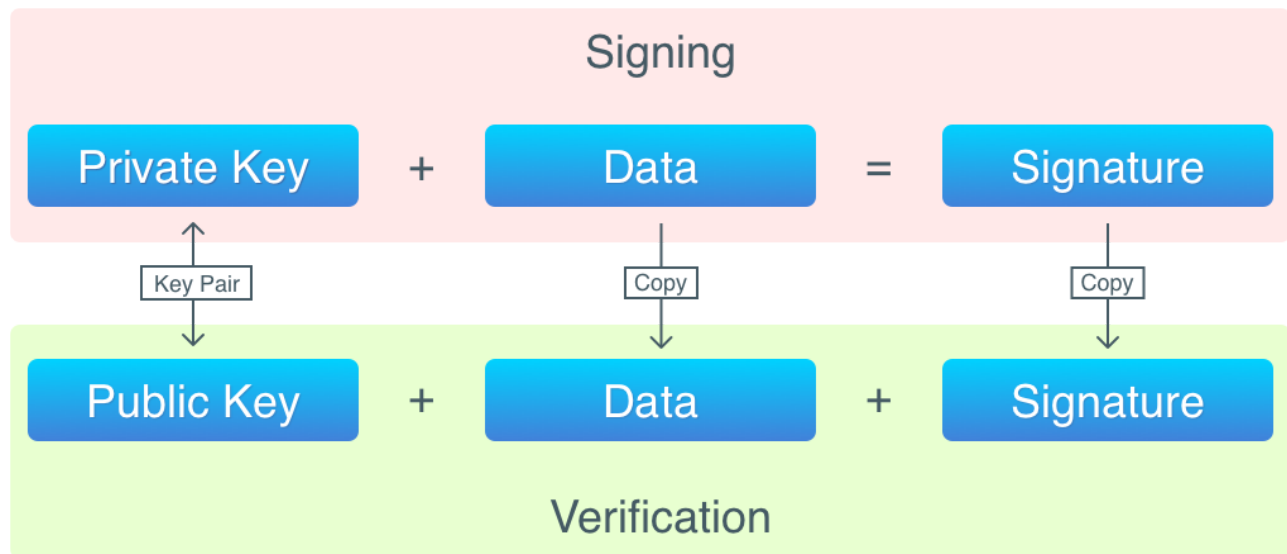 Signing
Private Key + Data = Signature
Key Pair Copy Copy
Public Key + Data + Signature
Verification